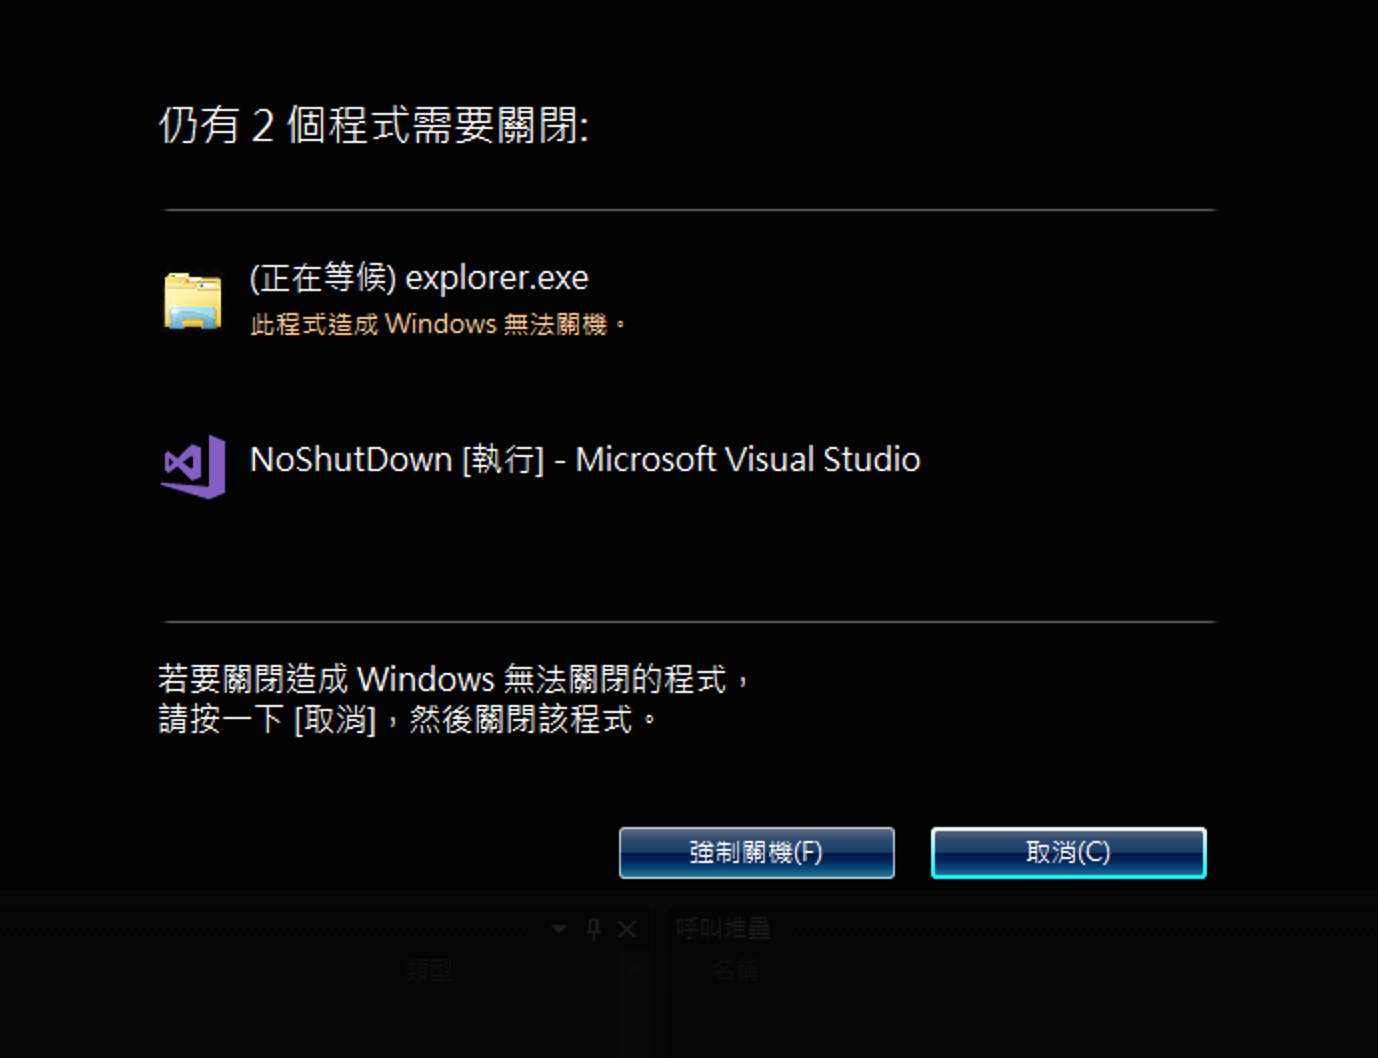 仍有 2 個程式需要關閉:
(正在等候) explorer.exe
此程式造成 Windows 無法關機。
NoShutDown [執行] - Microsoft Visual Studio
若要關閉造成 Windows 無法關閉的程式，
請按一下 [取消]，然後關閉該程式。
強制關機(F)
取消(C)
呼叫堆疊
類型
名稱